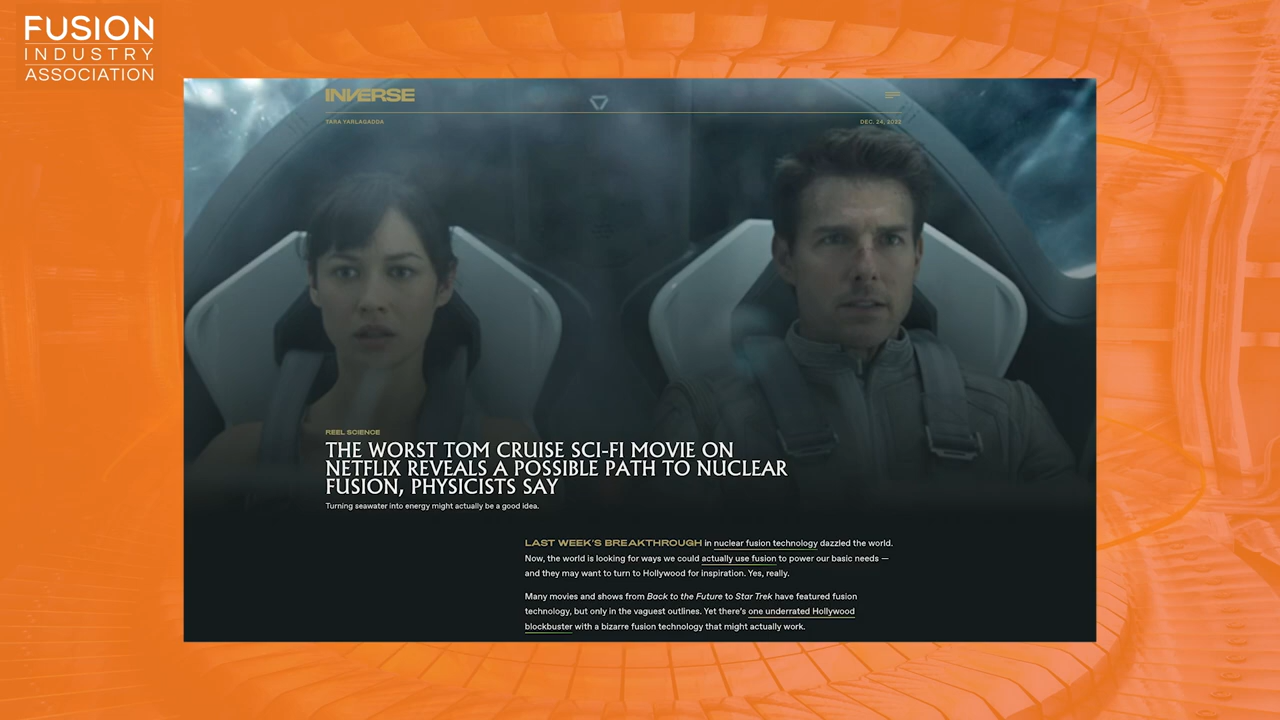 FUSION
INDUSTRY
ASSOCIATION
INVERSE
TARA YARLAGADDA
DEC. 24, 2022
REEL SCIENCE
THE WORST TOM CRUISE SCI-FI MOVIE ON
NETFLIX REVEALS A POSSIBLE PATH TO NUCLEAR
FUSION, PHYSICISTS SAY
Turning seawater into energy might actually be a good idea.
LAST WEEK'S BREAKTHROUGH in nuclear fusion technology dazzled the world.
Now, the world is looking for ways we could actually use fusion to power our basic needs —
and they may want to turn to Hollywood for inspiration. Yes, really.
Many movies and shows from Back to the Future to Star Trek have featured fusion
technology, but only in the vaguest outlines. Yet there's one underrated Hollywood
blockbuster with a bizarre fusion technology that might actually work.